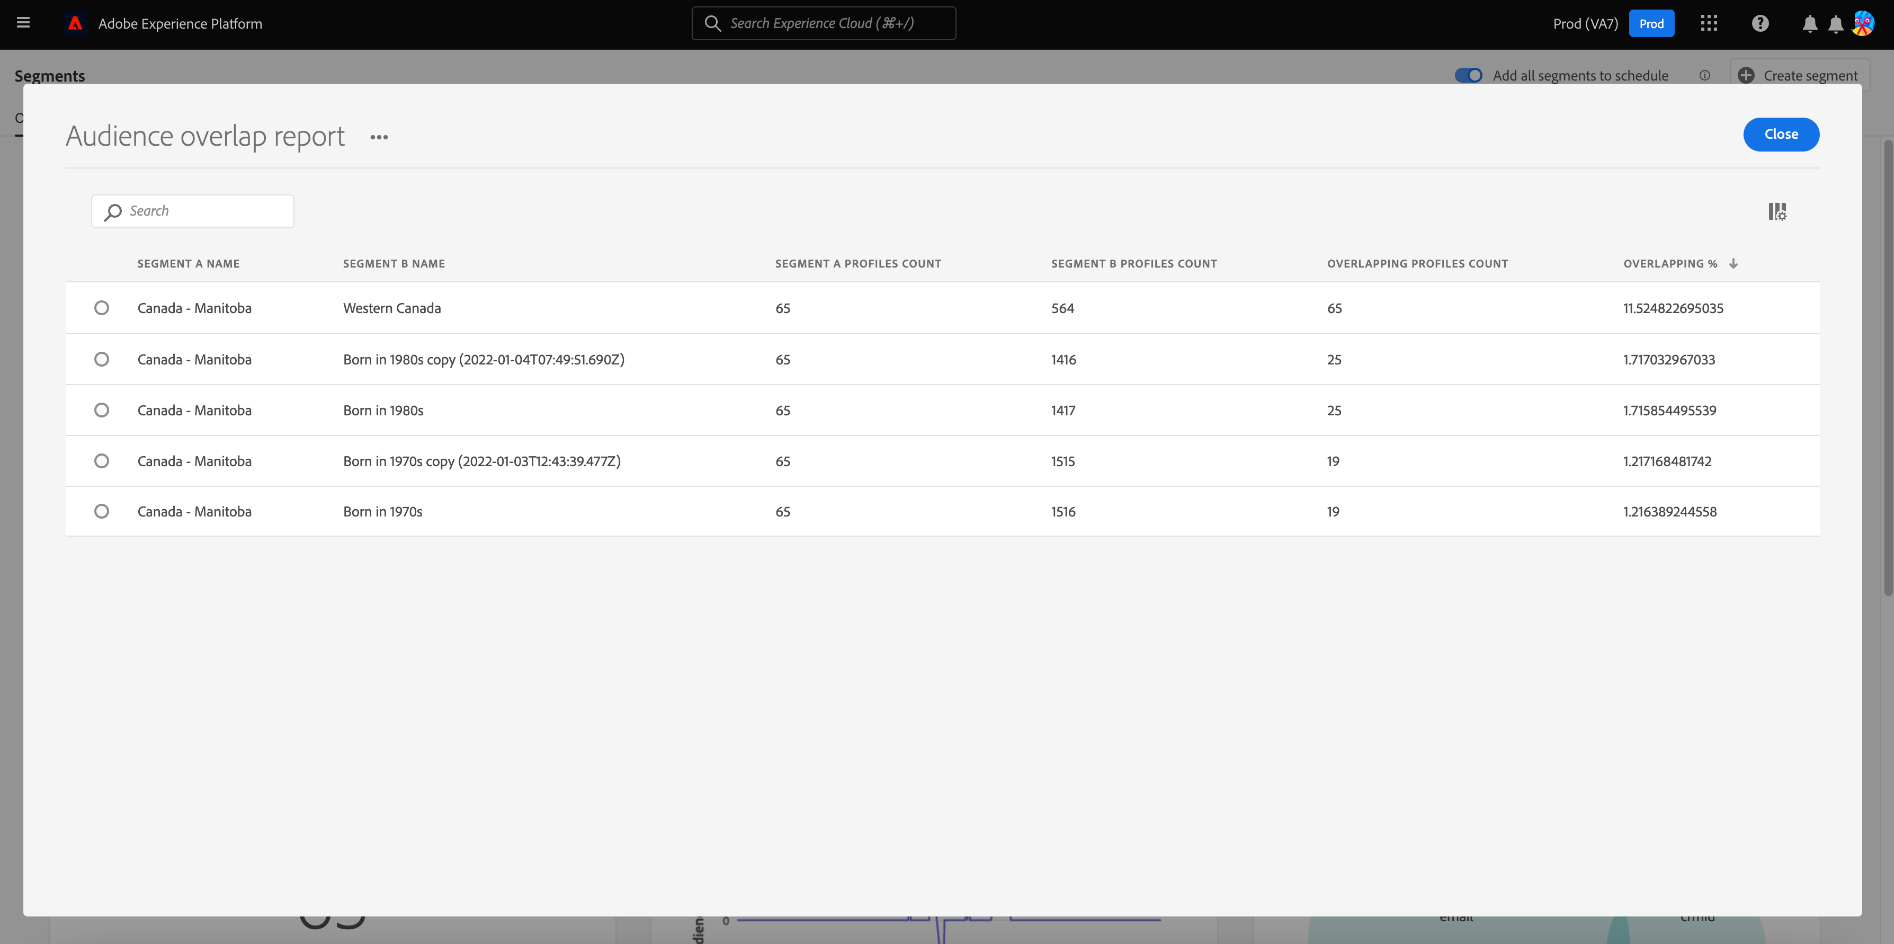 Adobe Experience Platform
Search Experience Cloud (⌘+/)
Prod (VA7)
Prod
Segments
Add all segments to schedule
Create segment
Audience overlap report
Close
Search
SEGMENT A NAME SEGMENT B NAME SEGMENT A PROFILES COUNT SEGMENT B PROFILES COUNT OVERLAPPING PROFILES COUNT OVERLAPPING % ↓
Canada - Manitoba Western Canada 65 564 65 11.524822695035
Canada - Manitoba Born in 1980s copy (2022-01-04T07:49:51.690Z) 65 1416 25 1.717032967033
Canada - Manitoba Born in 1980s 65 1417 25 1.715854495539
Canada - Manitoba Born in 1970s copy (2022-01-03T12:43:39.477Z) 65 1515 19 1.217168481742
Canada - Manitoba Born in 1970s 65 1516 19 1.216389244558
0
email
crmid